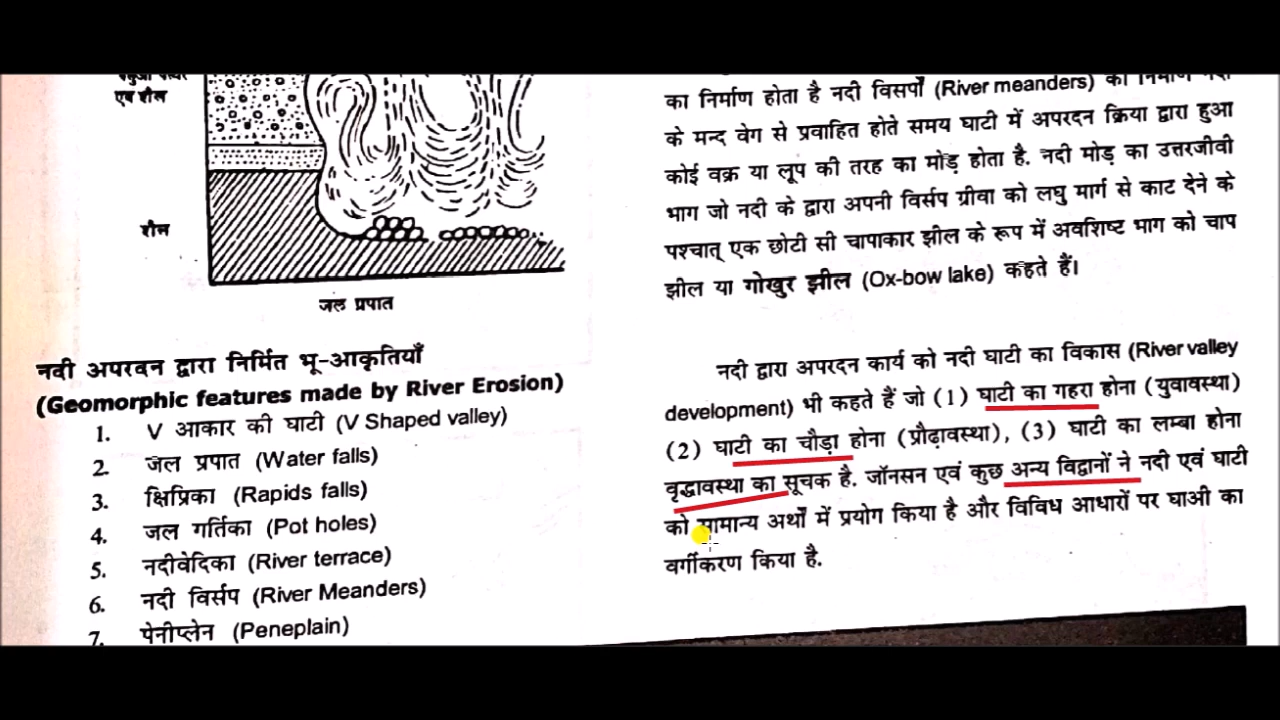 एवं शैल
शैल
जल प्रपात
नदी अपरदन द्वारा निर्मित भू-आकृतियाँ
(Geomorphic features made by River Erosion)
1. V आकार की घाटी (V Shaped valley)
2. जल प्रपात (Water falls)
3. क्षिप्रिका (Rapids falls)
4. जल गर्तिका (Pot holes)
5. नदीवेदिका (River terrace)
6. नदी विर्सप (River Meanders)
7. पेनीप्लेन (Peneplain)
का निर्माण होता है नदी विसर्पों (River meanders) का निर्माण नदी
के मन्द वेग से प्रवाहित होते समय घाटी में अपरदन क्रिया द्वारा हुआ
कोई वक्र या लूप की तरह का मोड़ होता है. नदी मोड़ का उत्तरजीवी
भाग जो नदी के द्वारा अपनी विर्सप ग्रीवा को लघु मार्ग से काट देने के
पश्चात् एक छोटी सी चापाकार झील के रूप में अवशिष्ट भाग को चाप
झील या गोखुर झील (Ox-bow lake) कहते हैं।
नदी द्वारा अपरदन कार्य को नदी घाटी का विकास (River valley
development) भी कहते हैं जो (1) घाटी का गहरा होना (युवावस्था)
(2) घाटी का चौड़ा होना (प्रौढ़ावस्था), (3) घाटी का लम्बा होना
वृद्धावस्था का सूचक है. जॉनसन एवं कुछ अन्य विद्वानों ने नदी एवं घाटी
को सामान्य अर्थों में प्रयोग किया है और विविध आधारों पर घाओ का
वर्गीकरण किया है.